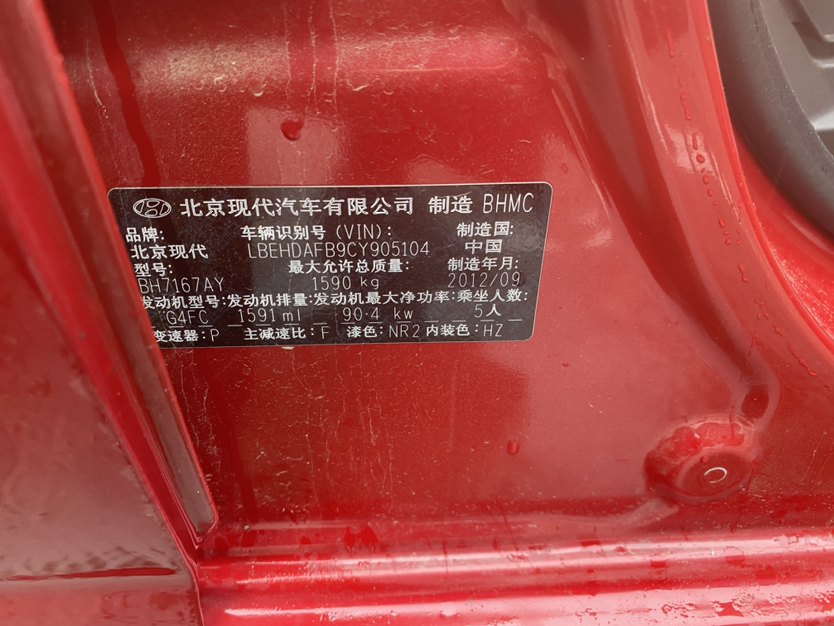 北京现代汽车有限公司 制造 BHMC
品牌: 车辆识别号(VIN): 制造国:
北京现代 LBEHDAFB9CY905104 中国
型号: 最大允许总质量: 制造年月:
BH7167AY 1590 kg 2012/09
发动机型号: 发动机排量: 发动机最大净功率: 乘坐人数:
G4FC 1591 ml 90.4 kw 5人
变速器: P 主减速比: F 漆色: NR2 内装色: HZ